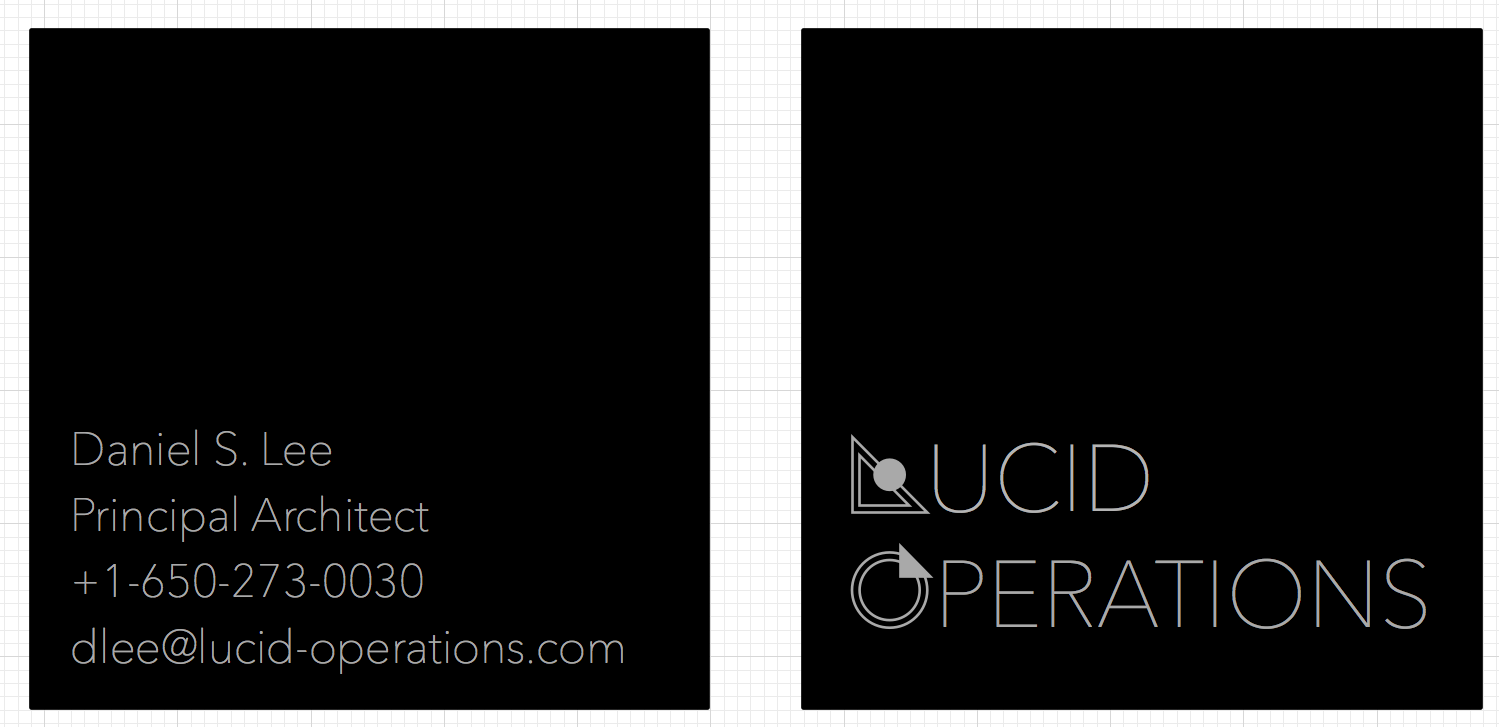 Daniel S. Lee
Principal Architect
+1-650-273-0030
dlee@lucid-operations.com
LUCID
OPERATIONS